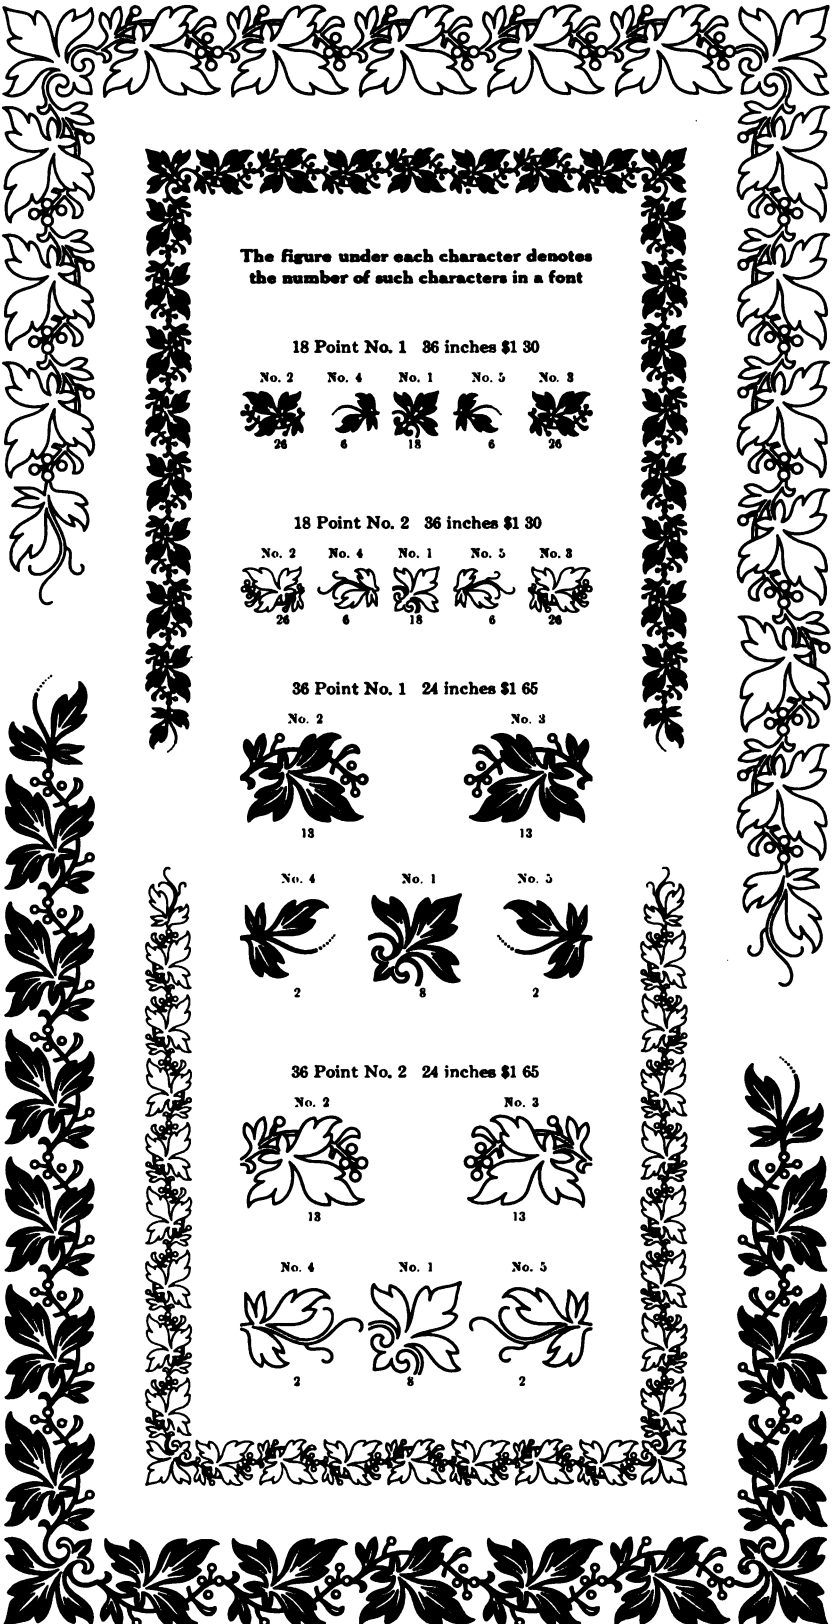 The figure under each character denotes
the number of such characters in a font
18 Point No. 1 36 inches $1 30
No. 2 No. 4 No. 1 No. 5 No. 3
26 6 18 6 26
18 Point No. 2 36 inches $1 30
No. 2 No. 4 No. 1 No. 5 No. 3
26 6 18 6 26
36 Point No. 1 24 inches $1 65
No. 2 No. 3
13 13
No. 4 No. 1 No. 5
2 8 2
36 Point No. 2 24 inches $1 65
No. 2 No. 3
13 13
No. 4 No. 1 No. 5
2 8 2